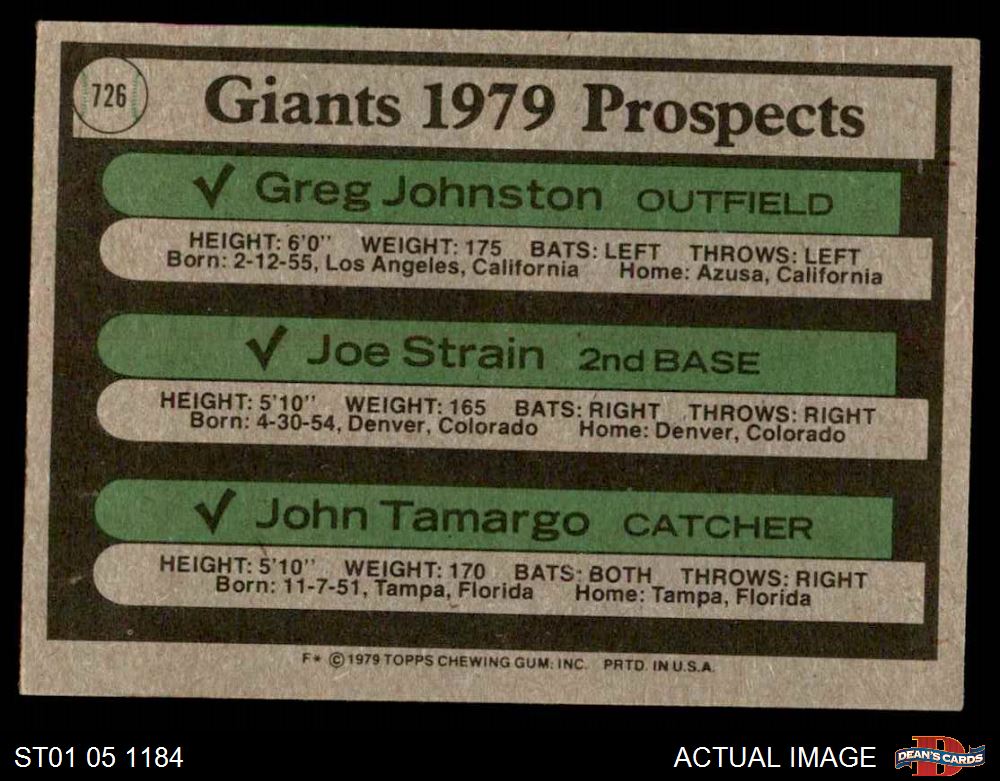 726
Giants 1979 Prospects
✓ Greg Johnston OUTFIELD
HEIGHT: 6'0" WEIGHT: 175 BATS: LEFT THROWS: LEFT
Born: 2-12-55, Los Angeles, California Home: Azusa, California
✓ Joe Strain 2nd BASE
HEIGHT: 5'10" WEIGHT: 165 BATS: RIGHT THROWS: RIGHT
Born: 4-30-54, Denver, Colorado Home: Denver, Colorado
✓ John Tamargo CATCHER
HEIGHT: 5'10" WEIGHT: 170 BATS: BOTH THROWS: RIGHT
Born: 11-7-51, Tampa, Florida Home: Tampa, Florida
F* © 1979 TOPPS CHEWING GUM, INC. PRTD. IN U.S.A.
ST01 05 1184
ACTUAL IMAGE
D
DEAN'S CARDS